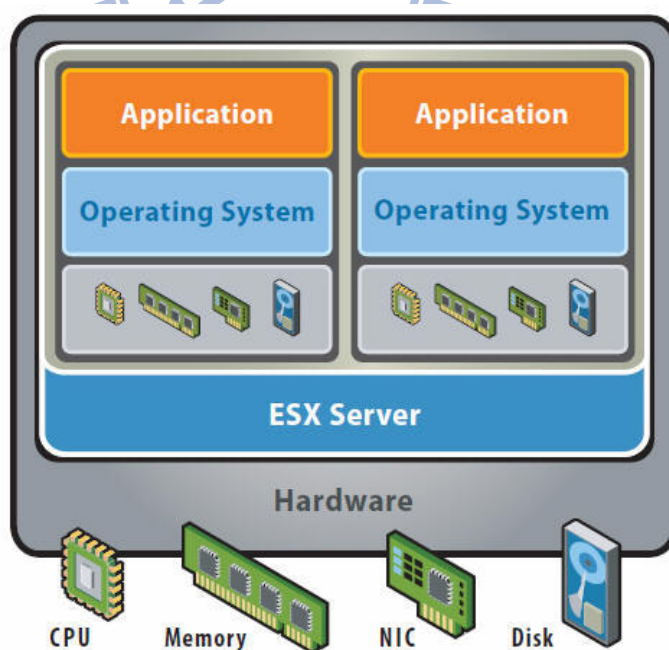 Application Application
Operating System Operating System
ESX Server
Hardware
CPU Memory NIC Disk